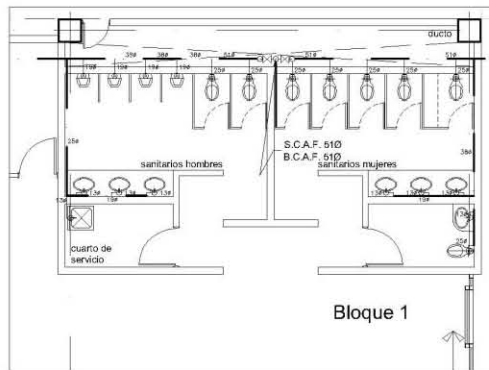 ducto
38ø 38ø 38ø 51ø 51ø 51ø
19ø 19ø 19ø 19ø 25ø 25ø 25ø 25ø 25ø 25ø 25ø 25ø
S.C.A.F. 51Ø
B.C.A.F. 51Ø
25ø
38ø
sanitarios hombres
sanitarios mujeres
13ø 13ø 13ø 13ø 13ø 13ø
13ø 19ø 19ø
13ø
cuarto de
servicio
25ø
Bloque 1